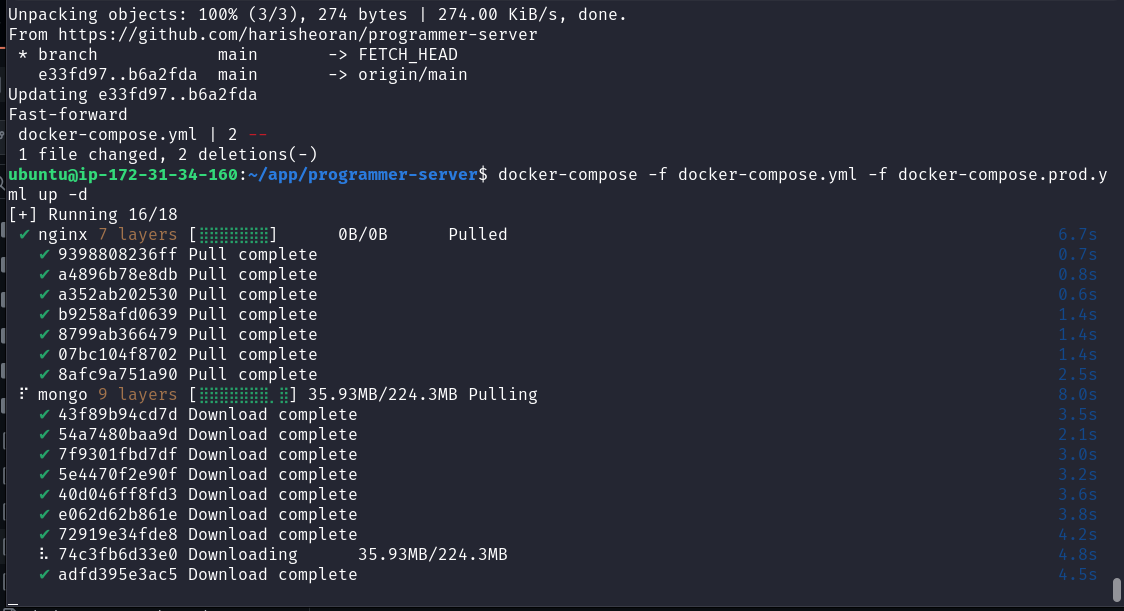 Unpacking objects: 100% (3/3), 274 bytes | 274.00 KiB/s, done.
From https://github.com/harisheoran/programmer-server
 * branch            main       -> FETCH_HEAD
   e33fd97..b6a2fda  main       -> origin/main
Updating e33fd97..b6a2fda
Fast-forward
 docker-compose.yml | 2 --
 1 file changed, 2 deletions(-)
ubuntu@ip-172-31-34-160:~/app/programmer-server$ docker-compose -f docker-compose.yml -f docker-compose.prod.y
ml up -d
[+] Running 16/18
 ✔ nginx 7 layers [⣿⣿⣿⣿⣿⣿⣿]      0B/0B      Pulled 6.7s
   ✔ 9398808236ff Pull complete 0.7s
   ✔ a4896b78e8db Pull complete 0.8s
   ✔ a352ab202530 Pull complete 0.6s
   ✔ b9258afd0639 Pull complete 1.4s
   ✔ 8799ab366479 Pull complete 1.4s
   ✔ 07bc104f8702 Pull complete 1.4s
   ✔ 8afc9a751a90 Pull complete 2.5s
 ⠏ mongo 9 layers [⣿⣿⣿⣿⣿⣿⣿⣀⣿] 35.93MB/224.3MB Pulling 8.0s
   ✔ 43f89b94cd7d Download complete 3.5s
   ✔ 54a7480baa9d Download complete 2.1s
   ✔ 7f9301fbd7df Download complete 3.0s
   ✔ 5e4470f2e90f Download complete 3.2s
   ✔ 40d046ff8fd3 Download complete 3.6s
   ✔ e062d62b861e Download complete 3.8s
   ✔ 72919e34fde8 Download complete 4.2s
   ⠧ 74c3fb6d33e0 Downloading      35.93MB/224.3MB 4.8s
   ✔ adfd395e3ac5 Download complete 4.5s